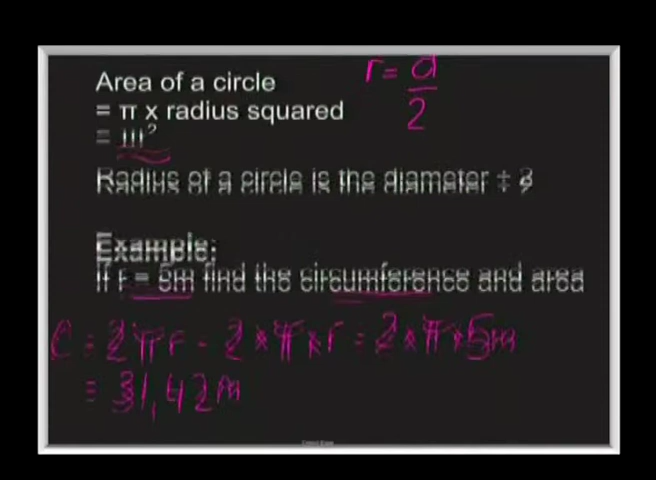 Area of a circle
r = d/2
= π x radius squared
= m²
Radius of a circle is the diameter ÷ 2
Example:
If r = 5m find the circumference and area
C = 2πr = 2 × π × r = 2 × π × 5m
= 31,42m